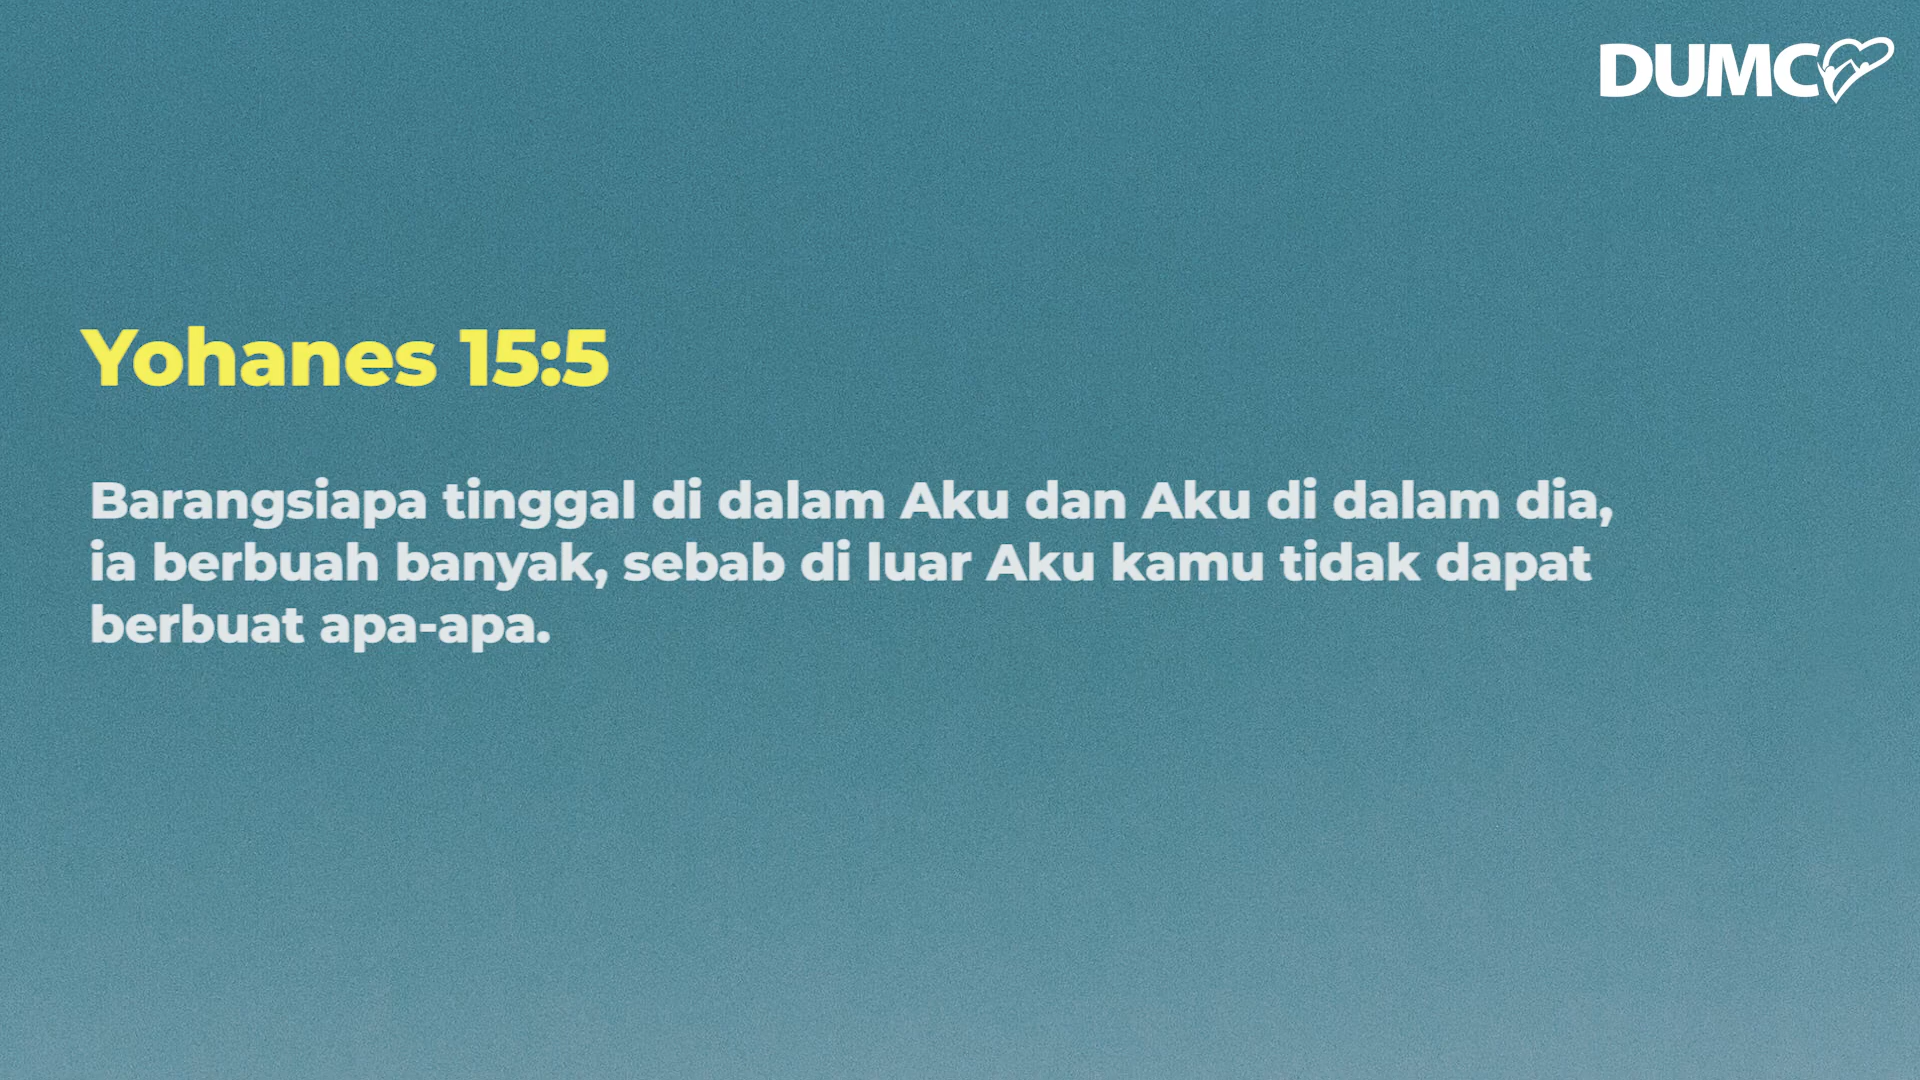 DUMC
Yohanes 15:5
Barangsiapa tinggal di dalam Aku dan Aku di dalam dia,
ia berbuah banyak, sebab di luar Aku kamu tidak dapat
berbuat apa-apa.